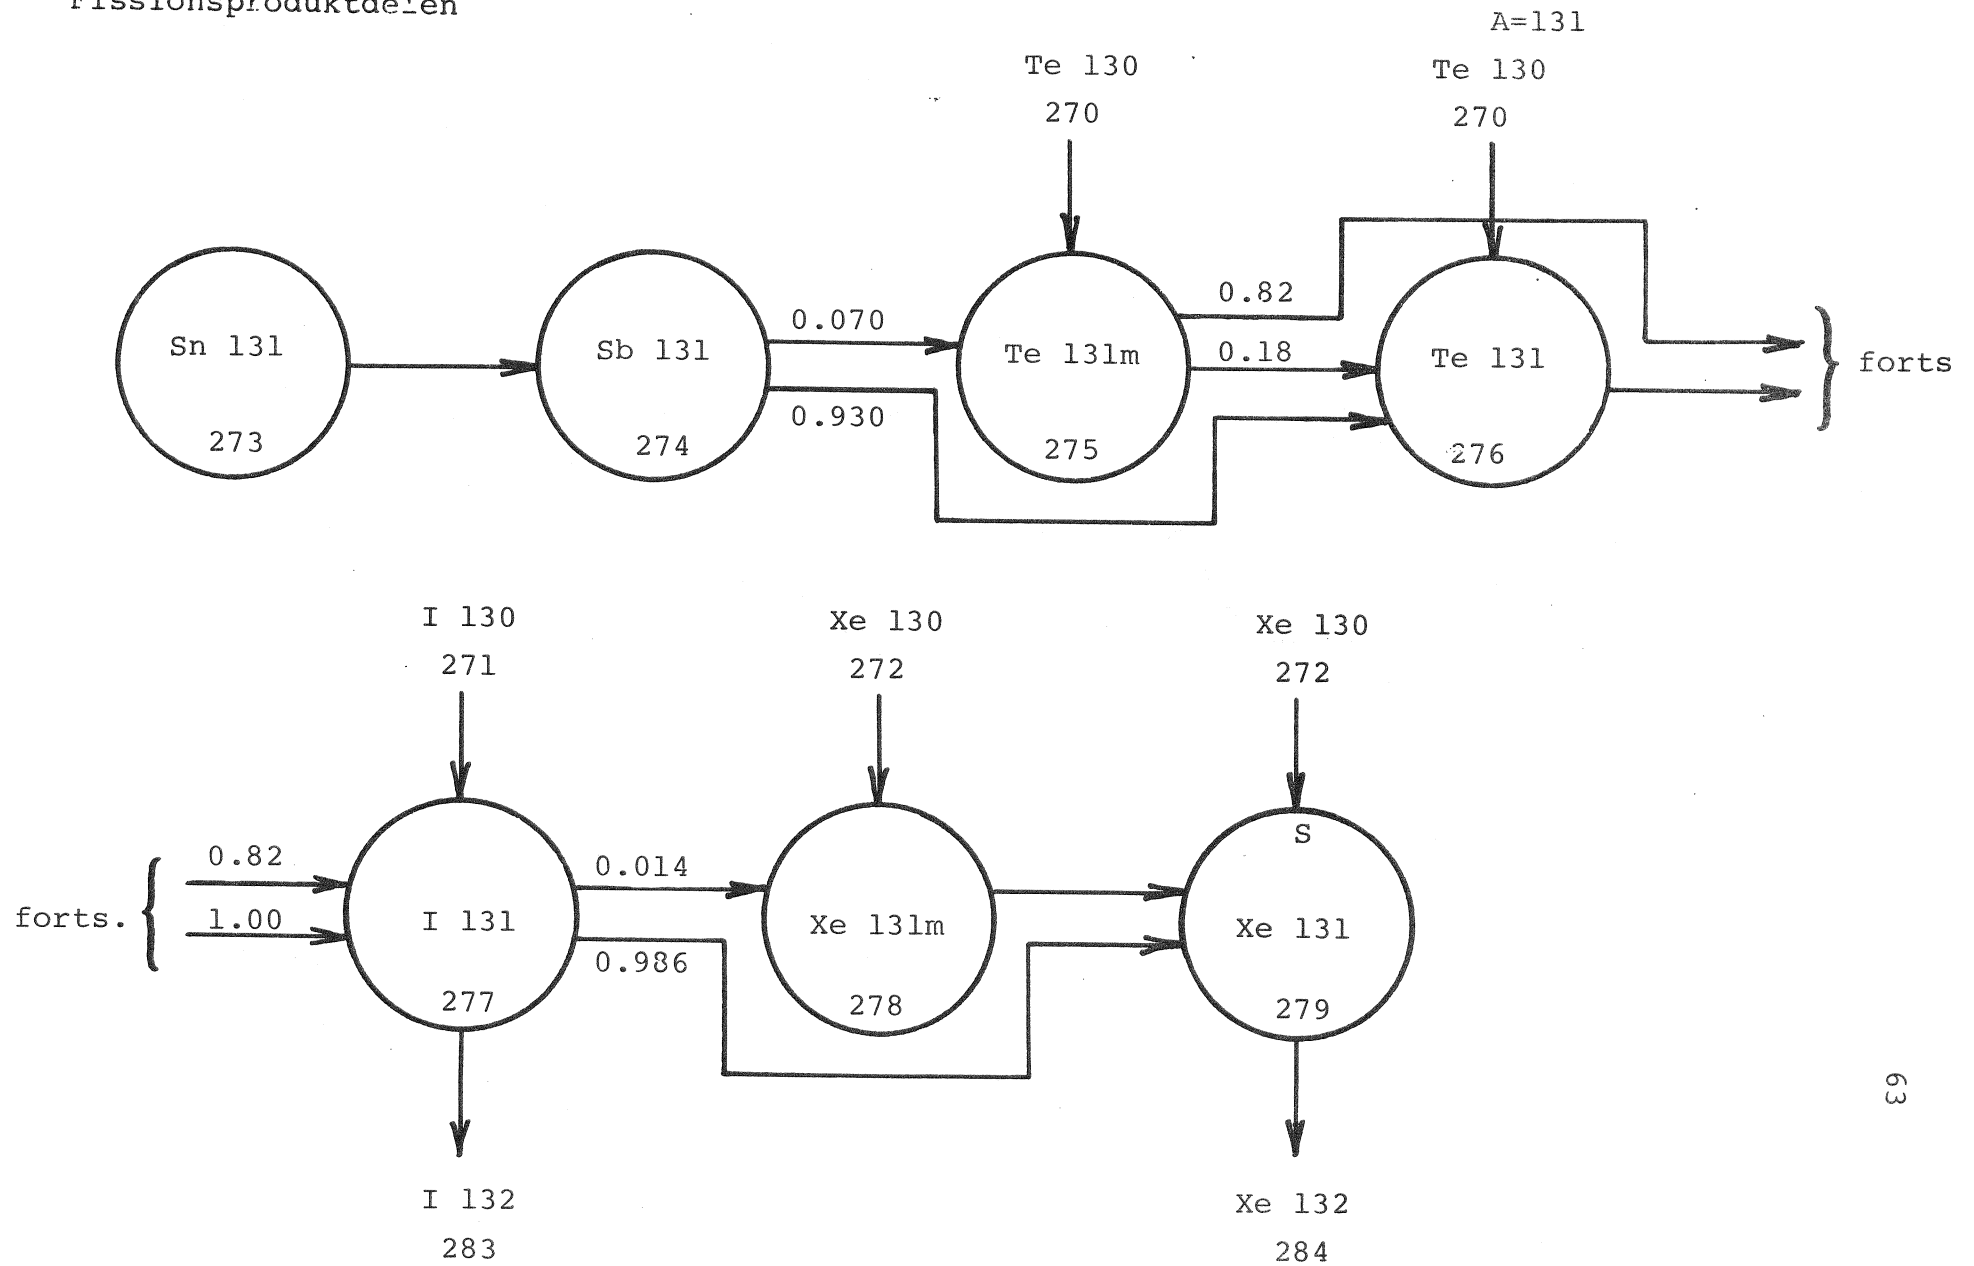 Fissionsproduktdelen
A=131
Te 130
270
Te 130
270
Sn 131
273
Sb 131
274
0.070
0.930
Te 131m
275
0.82
0.18
Te 131
276
forts
I 130
271
Xe 130
272
Xe 130
272
forts.
0.82
1.00
I 131
277
0.014
0.986
Xe 131m
278
S
Xe 131
279
I 132
283
Xe 132
284
63